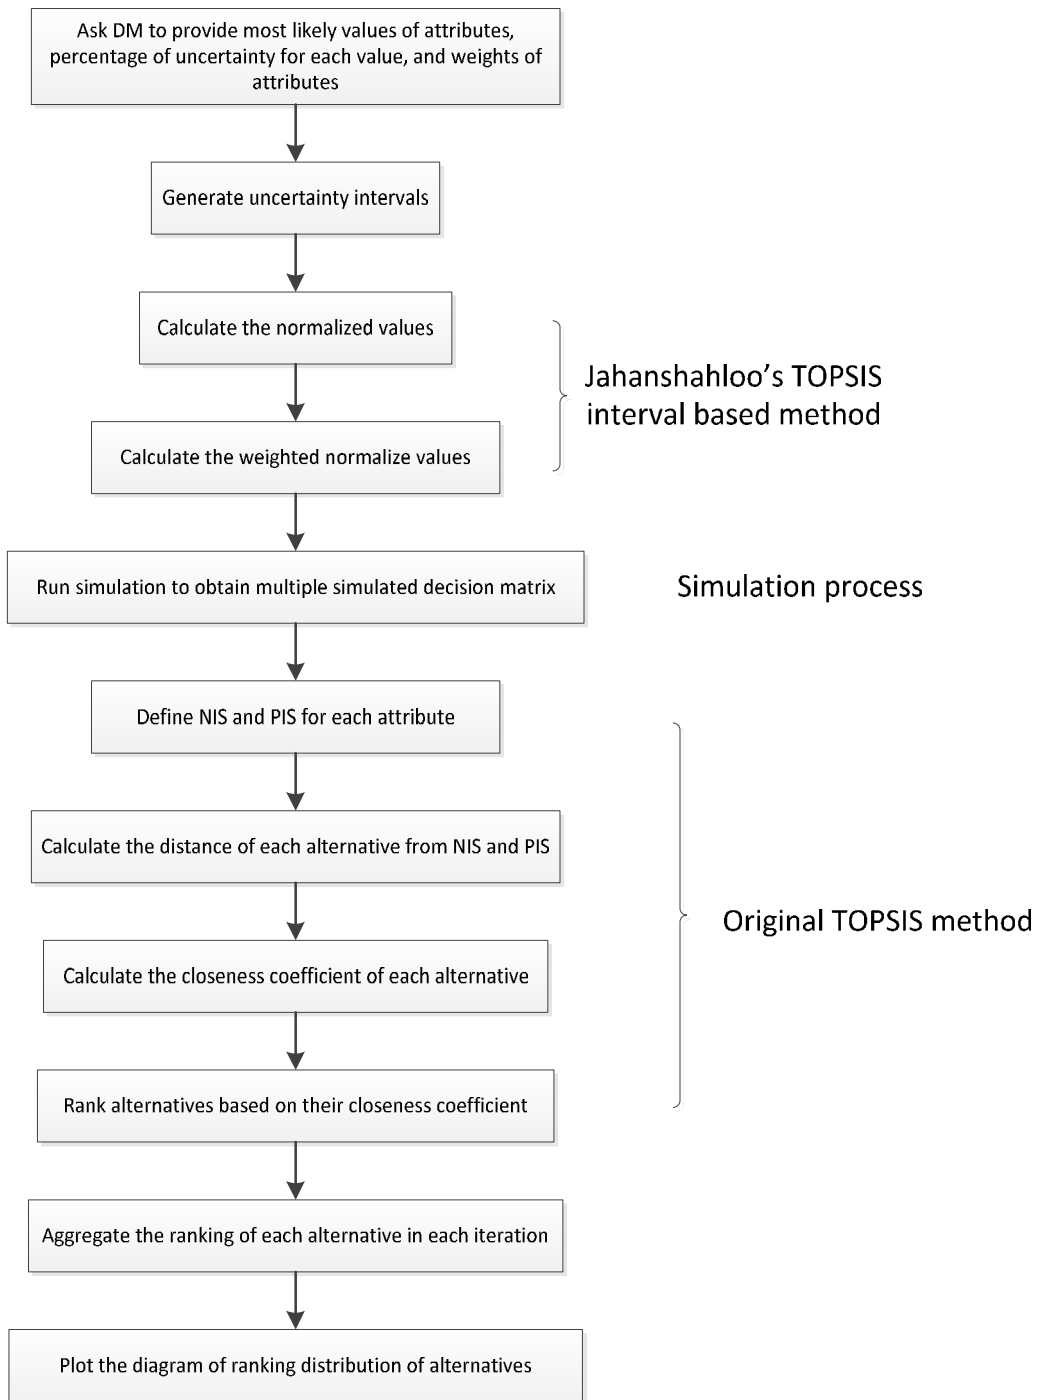 Ask DM to provide most likely values of attributes,
percentage of uncertainty for each value, and weights of
attributes
Generate uncertainty intervals
Calculate the normalized values
Jahanshahloo's TOPSIS
interval based method
Calculate the weighted normalize values
Run simulation to obtain multiple simulated decision matrix
Simulation process
Define NIS and PIS for each attribute
Calculate the distance of each alternative from NIS and PIS
Original TOPSIS method
Calculate the closeness coefficient of each alternative
Rank alternatives based on their closeness coefficient
Aggregate the ranking of each alternative in each iteration
Plot the diagram of ranking distribution of alternatives